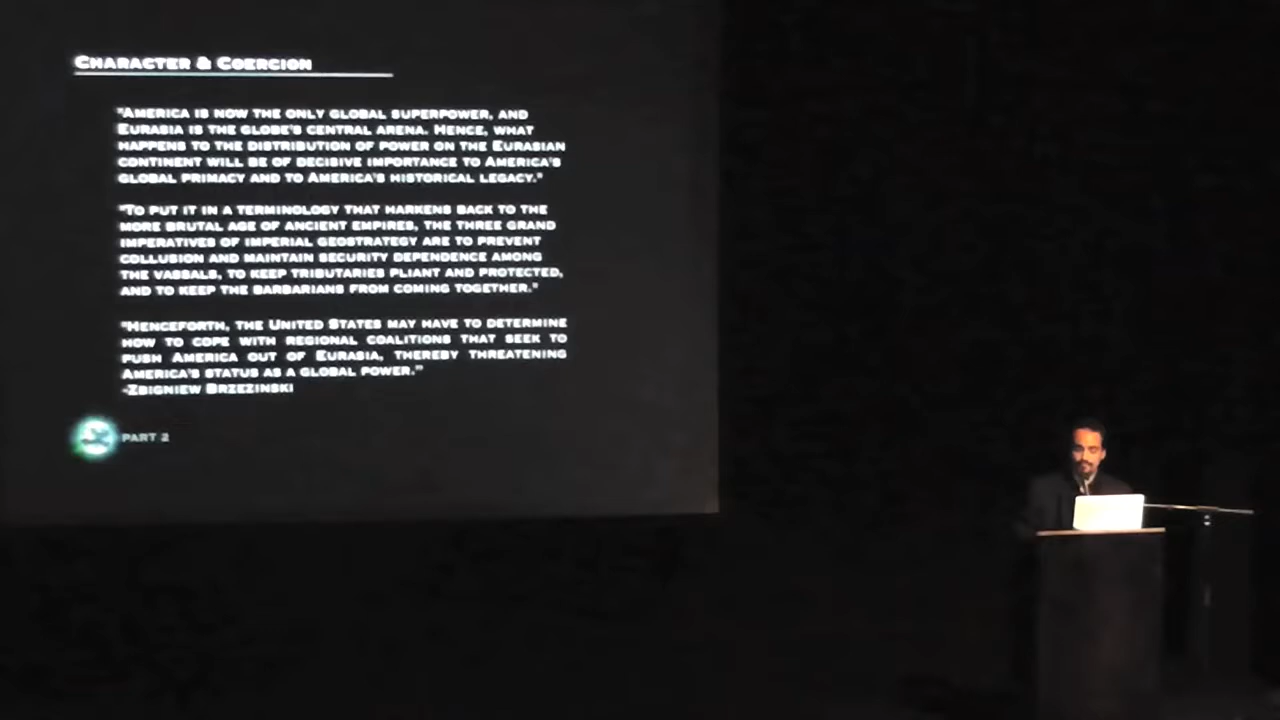 CHARACTER & COERCION
"AMERICA IS NOW THE ONLY GLOBAL SUPERPOWER, AND
EURASIA IS THE GLOBE'S CENTRAL ARENA. HENCE, WHAT
HAPPENS TO THE DISTRIBUTION OF POWER ON THE EURASIAN
CONTINENT WILL BE OF DECISIVE IMPORTANCE TO AMERICA'S
GLOBAL PRIMACY AND TO AMERICA'S HISTORICAL LEGACY."
"TO PUT IT IN A TERMINOLOGY THAT HARKENS BACK TO THE
MORE BRUTAL AGE OF ANCIENT EMPIRES, THE THREE GRAND
IMPERATIVES OF IMPERIAL GEOSTRATEGY ARE TO PREVENT
COLLUSION AND MAINTAIN SECURITY DEPENDENCE AMONG
THE VASSALS, TO KEEP TRIBUTARIES PLIANT AND PROTECTED,
AND TO KEEP THE BARBARIANS FROM COMING TOGETHER."
"HENCEFORTH, THE UNITED STATES MAY HAVE TO DETERMINE
HOW TO COPE WITH REGIONAL COALITIONS THAT SEEK TO
PUSH AMERICA OUT OF EURASIA, THEREBY THREATENING
AMERICA'S STATUS AS A GLOBAL POWER."
-ZBIGNIEW BRZEZINSKI
PART 2